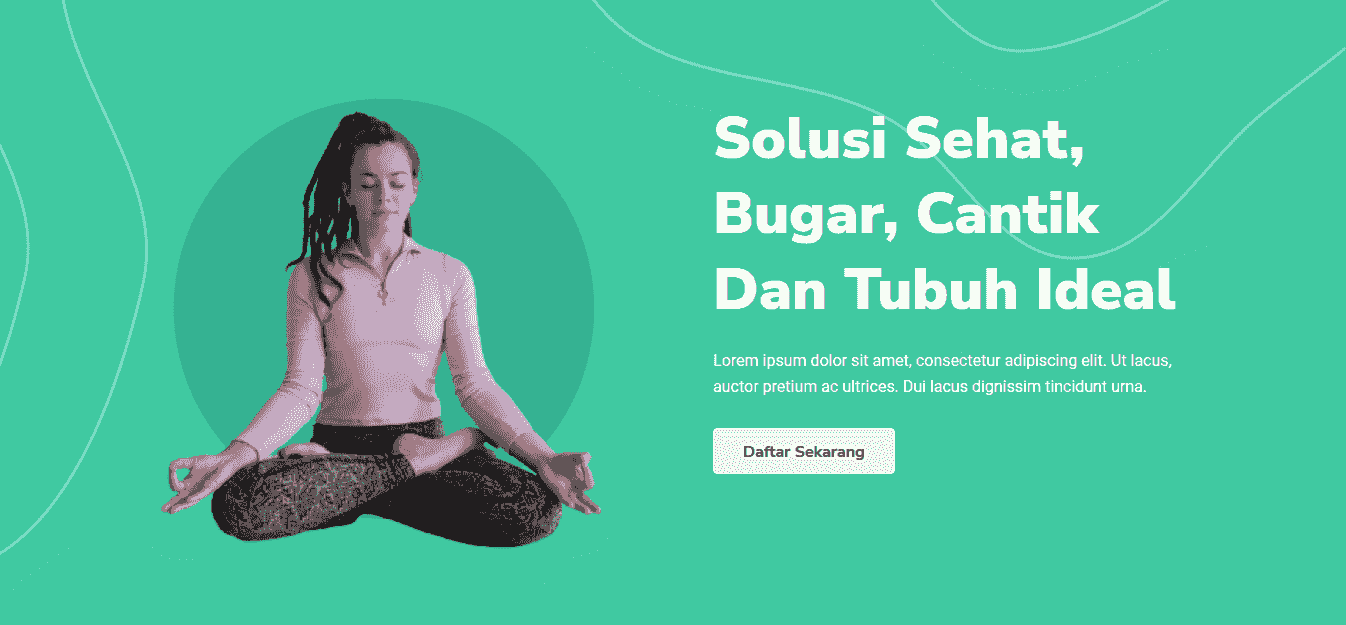 Solusi Sehat,
Bugar, Cantik
Dan Tubuh Ideal
Lorem ipsum dolor sit amet, consectetur adipiscing elit. Ut lacus,
auctor pretium ac ultrices. Dui lacus dignissim tincidunt urna.
Daftar Sekarang